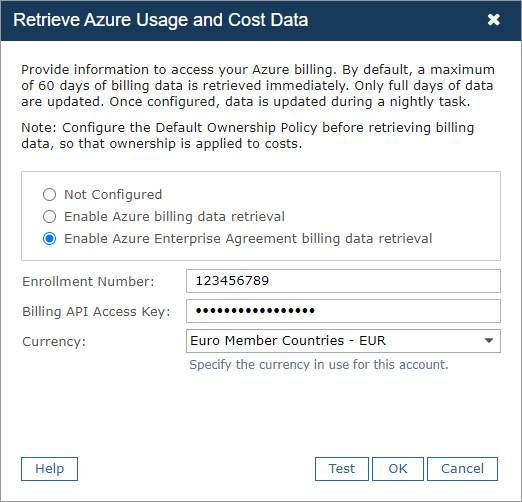 Retrieve Azure Usage and Cost Data
Provide information to access your Azure billing. By default, a maximum
of 60 days of billing data is retrieved immediately. Only full days of data
are updated. Once configured, data is updated during a nightly task.
Note: Configure the Default Ownership Policy before retrieving billing
data, so that ownership is applied to costs.
Not Configured
Enable Azure billing data retrieval
Enable Azure Enterprise Agreement billing data retrieval
Enrollment Number: 123456789
Billing API Access Key: •••••••••••••••••
Currency: Euro Member Countries - EUR
Specify the currency in use for this account.
Help Test OK Cancel